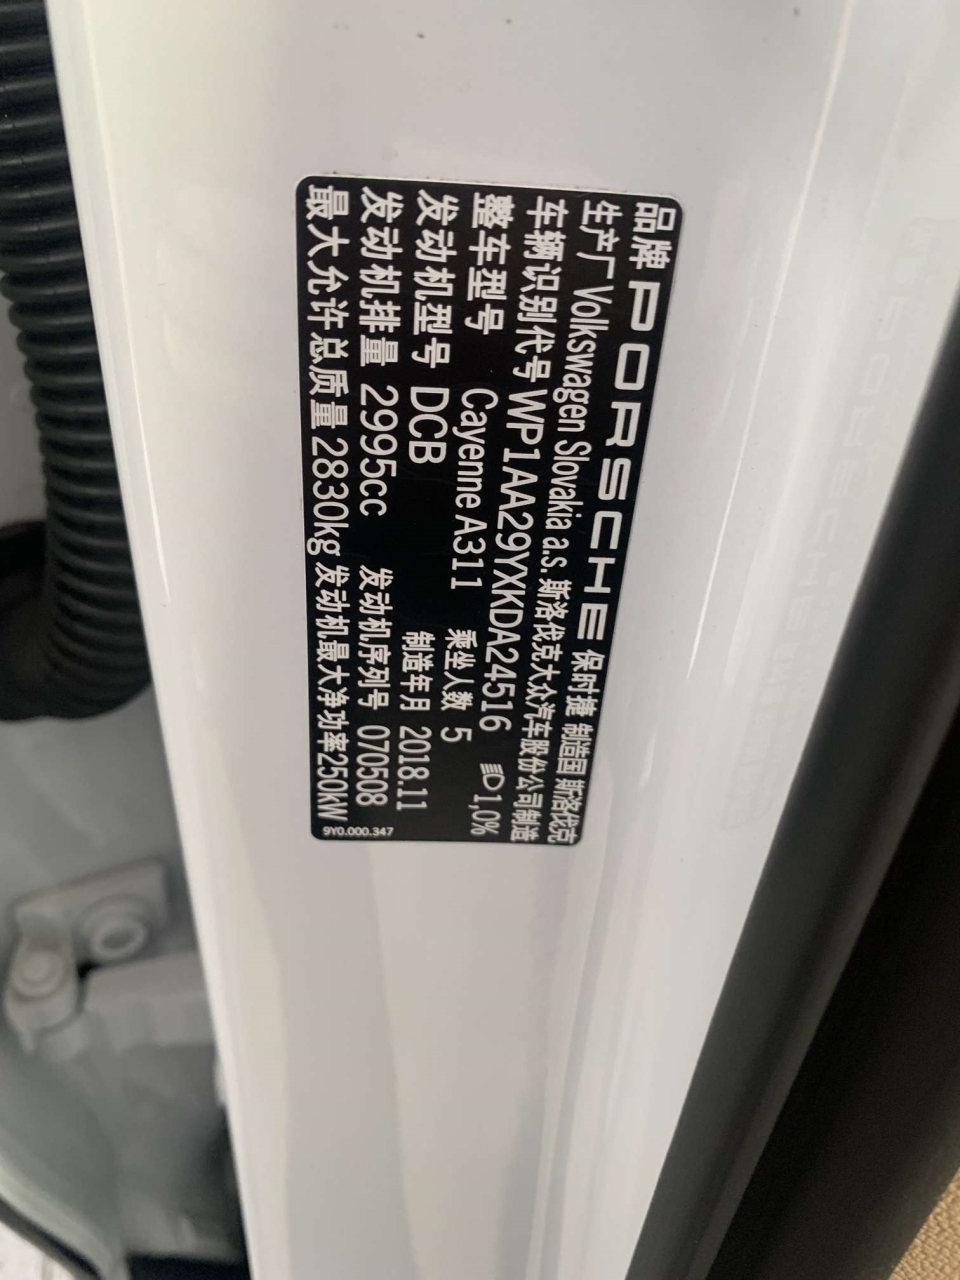 品牌 PORSCHE 保时捷 制造国 斯洛伐克
生产厂 Volkswagen Slovakia a.s. 斯洛伐克大众汽车股份公司制造
车辆识别代号 WP1AA29YXKDA24516 1,0%
整车型号 Cayenne A311 乘坐人数 5
发动机型号 DCB 制造年月 2018.11
发动机排量 2995cc 发动机序列号 070508
最大允许总质量 2830kg 发动机最大净功率250kW
9Y0.000.347